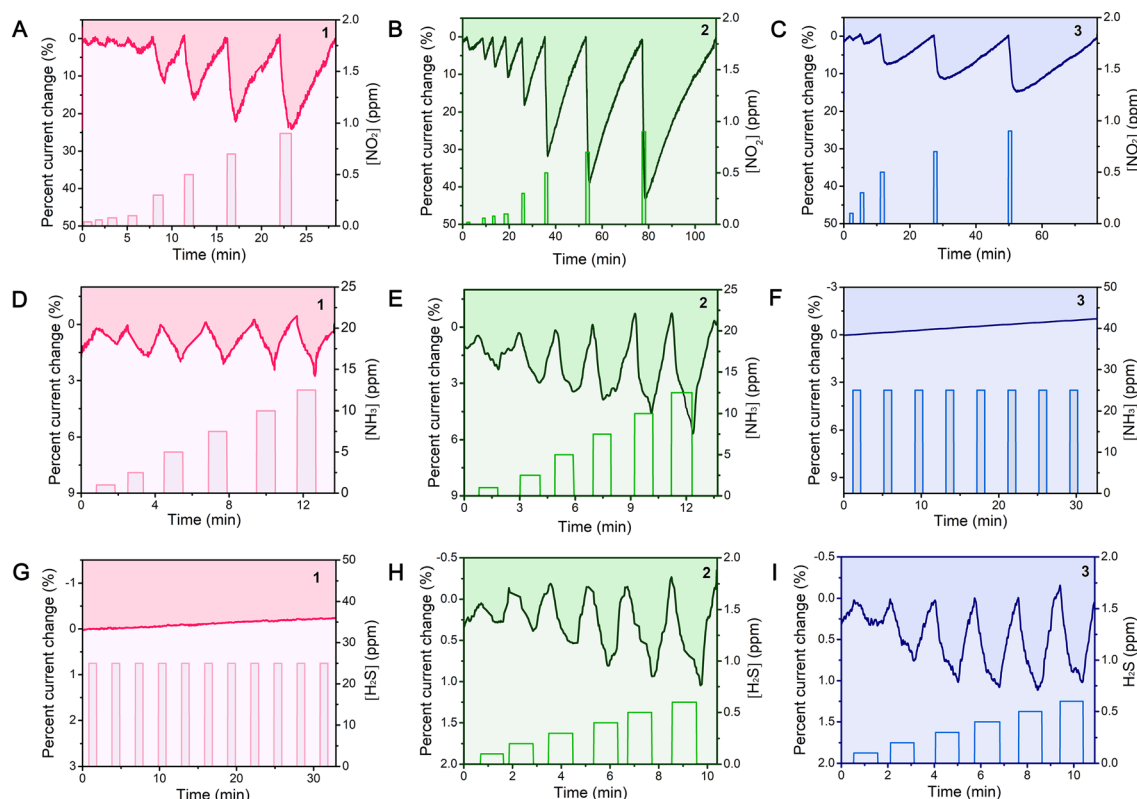 A
Percent current change (%)
0
10
20
30
40
50
0 5 10 15 20 25
Time (min)
2.0
1.5
1.0
0.5
0.0
[NO₂] (ppm)
1
B
Percent current change (%)
0
10
20
30
40
50
0 20 40 60 80 100
Time (min)
2.0
1.5
1.0
0.5
0.0
[NO₂] (ppm)
2
C
Percent current change (%)
0
10
20
30
40
50
0 20 40 60
Time (min)
2.0
1.5
1.0
0.5
0.0
[NO₂] (ppm)
3
D
Percent current change (%)
0
3
6
9
0 3 6 9 12
Time (min)
25
20
15
10
5
0
[NH₃] (ppm)
1
E
Percent current change (%)
0
3
6
9
0 3 6 9 12
Time (min)
25
20
15
10
5
0
[NH₃] (ppm)
2
F
Percent current change (%)
-3
0
3
6
9
0 10 20 30
Time (min)
50
40
30
20
10
0
[NH₃] (ppm)
3
G
Percent current change (%)
-1
0
1
2
3
0 10 20 30
Time (min)
50
40
30
20
10
0
[H₂S] (ppm)
1
H
Percent current change (%)
-0.5
0.0
0.5
1.0
1.5
2.0
0 2 4 6 8 10
Time (min)
2.0
1.5
1.0
0.5
0.0
[H₂S] (ppm)
2
I
Percent current change (%)
-0.5
0.0
0.5
1.0
1.5
2.0
0 2 4 6 8 10
Time (min)
2.0
1.5
1.0
0.5
0.0
H₂S] (ppm)
3